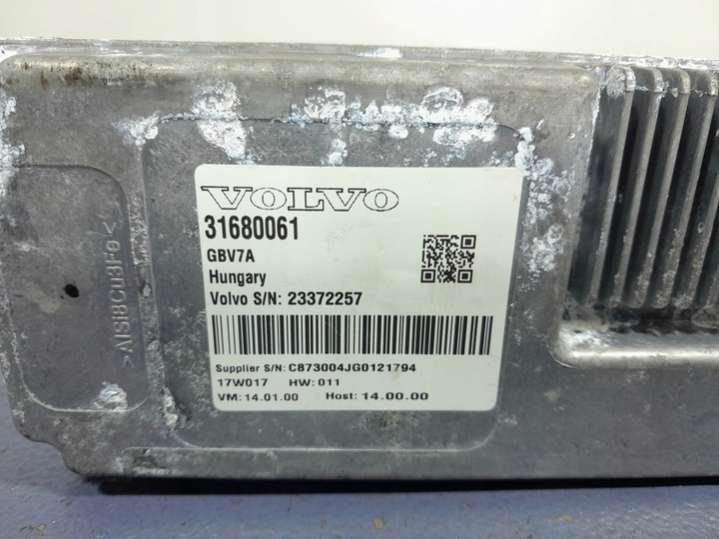 VOLVO
31680061
GBV7A
Hungary
Volvo S/N: 23372257
Supplier S/N: C873004JG0121794
17W017 HW: 011
VM: 14.01.00 Host: 14.00.00
>AlSi8Cu3Fe<